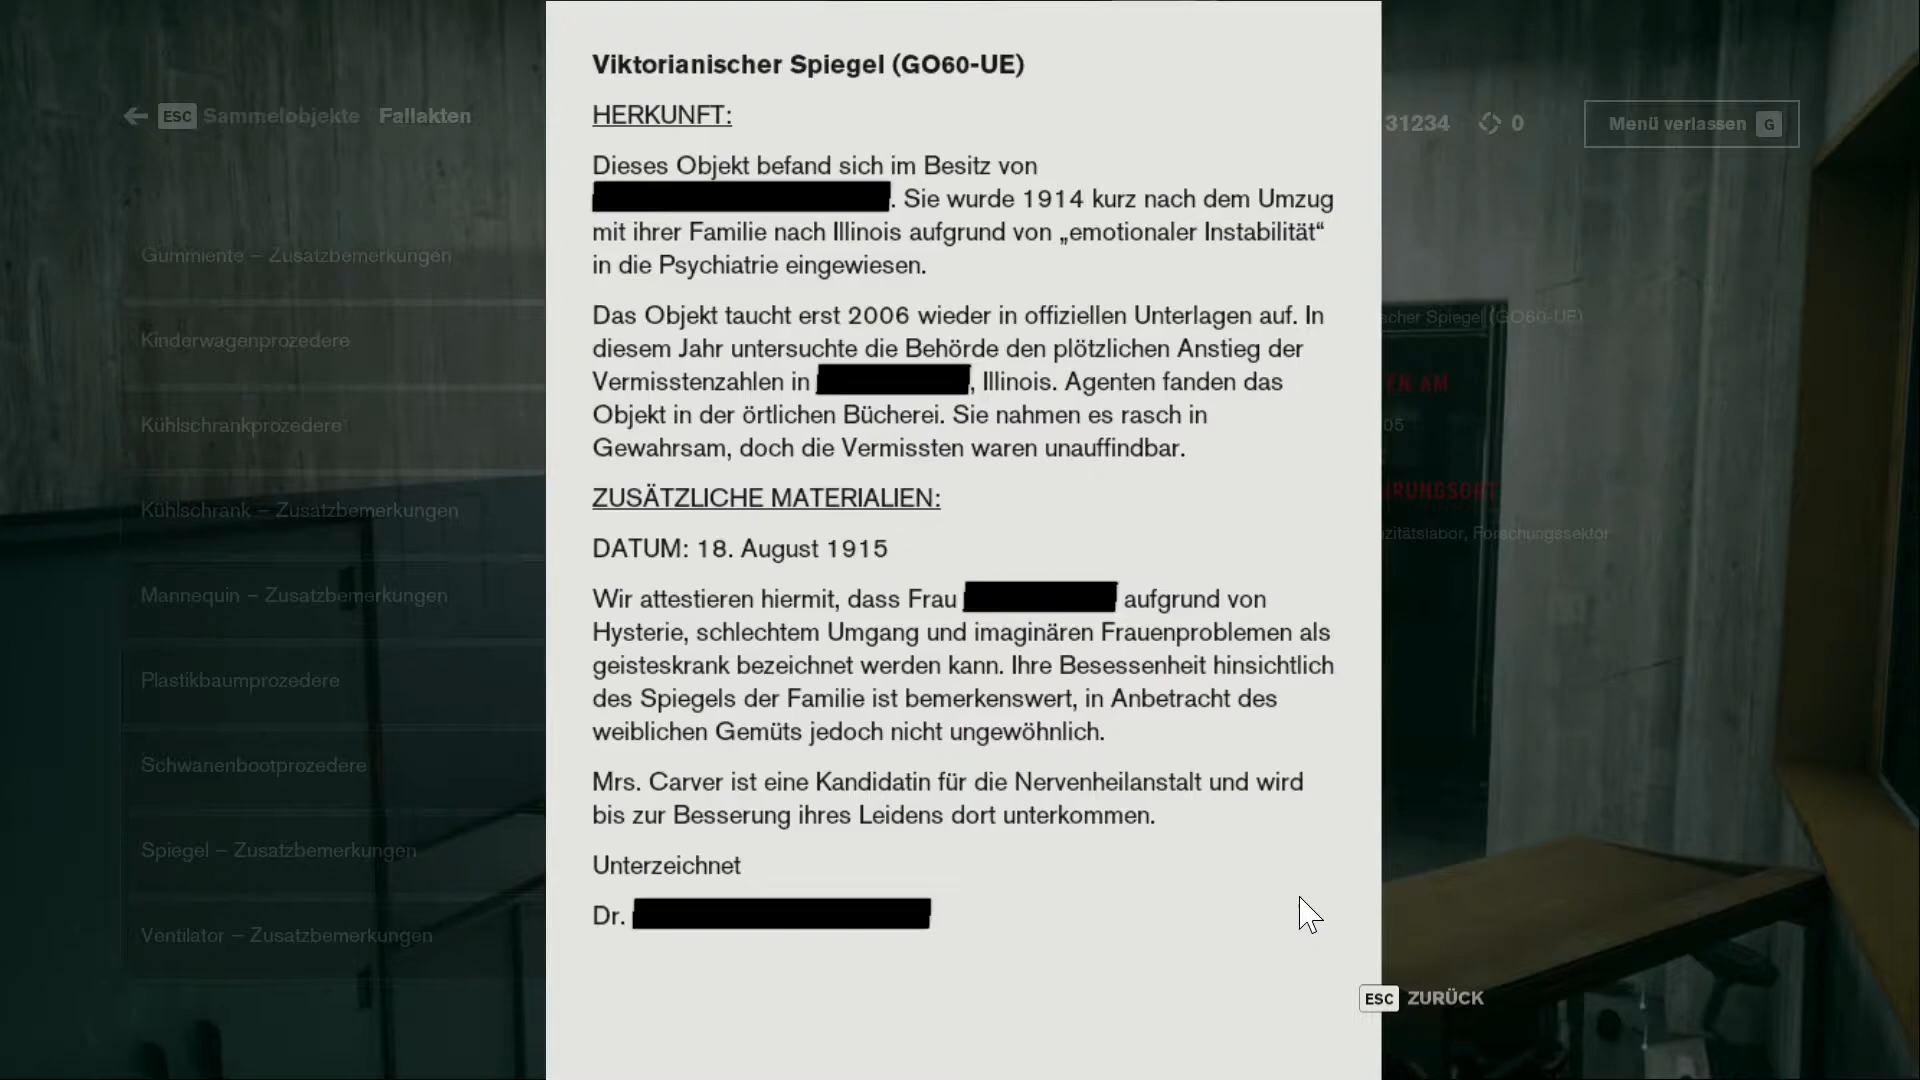 Viktorianischer Spiegel (GO60-UE)
HERKUNFT:
Dieses Objekt befand sich im Besitz von
. Sie wurde 1914 kurz nach dem Umzug
mit ihrer Familie nach Illinois aufgrund von „emotionaler Instabilität“
in die Psychiatrie eingewiesen.
Das Objekt taucht erst 2006 wieder in offiziellen Unterlagen auf. In
diesem Jahr untersuchte die Behörde den plötzlichen Anstieg der
Vermisstenzahlen in , Illinois. Agenten fanden das
Objekt in der örtlichen Bücherei. Sie nahmen es rasch in
Gewahrsam, doch die Vermissten waren unauffindbar.
ZUSÄTZLICHE MATERIALIEN:
DATUM: 18. August 1915
Wir attestieren hiermit, dass Frau aufgrund von
Hysterie, schlechtem Umgang und imaginären Frauenproblemen als
geisteskrank bezeichnet werden kann. Ihre Besessenheit hinsichtlich
des Spiegels der Familie ist bemerkenswert, in Anbetracht des
weiblichen Gemüts jedoch nicht ungewöhnlich.
Mrs. Carver ist eine Kandidatin für die Nervenheilanstalt und wird
bis zur Besserung ihres Leidens dort unterkommen.
Unterzeichnet
Dr.
ESC Sammelobjekte Fallakten
Gummiente – Zusatzbemerkungen
Kinderwagenprozedere
Kühlschrankprozedere
Kühlschrank – Zusatzbemerkungen
Mannequin – Zusatzbemerkungen
Plastikbaumprozedere
Schwanenbootprozedere
Spiegel – Zusatzbemerkungen
Ventilator – Zusatzbemerkungen
31234 0 Menü verlassen G
Spiegel (GO60-UE)
AM
05
Forschungssektor
ESC ZURÜCK